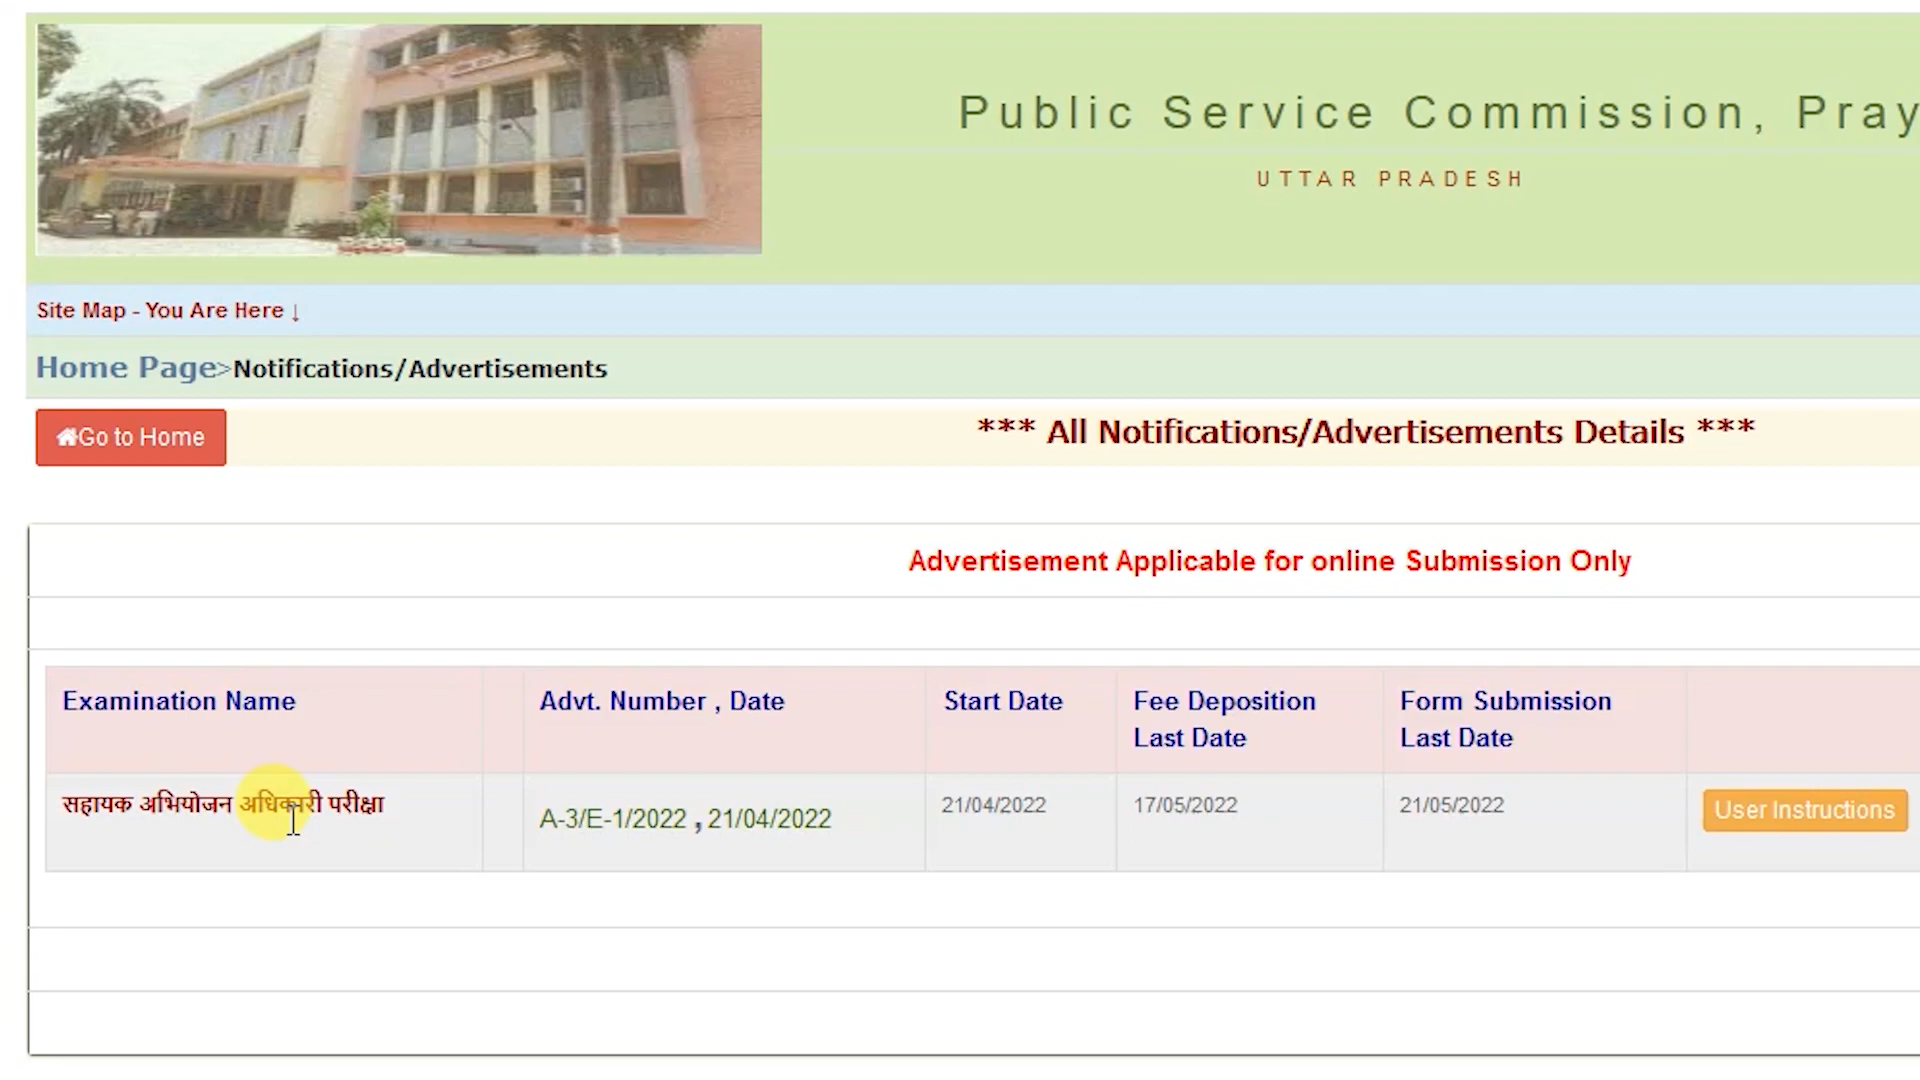 Public Service Commission, Pray
UTTAR PRADESH
Site Map - You Are Here ↓
Home Page>Notifications/Advertisements
Go to Home
*** All Notifications/Advertisements Details ***
Advertisement Applicable for online Submission Only
Examination Name
Advt. Number , Date
Start Date
Fee Deposition
Last Date
Form Submission
Last Date
सहायक अभियोजन अधिकारी परीक्षा
A-3/E-1/2022 , 21/04/2022
21/04/2022
17/05/2022
21/05/2022
User Instructions